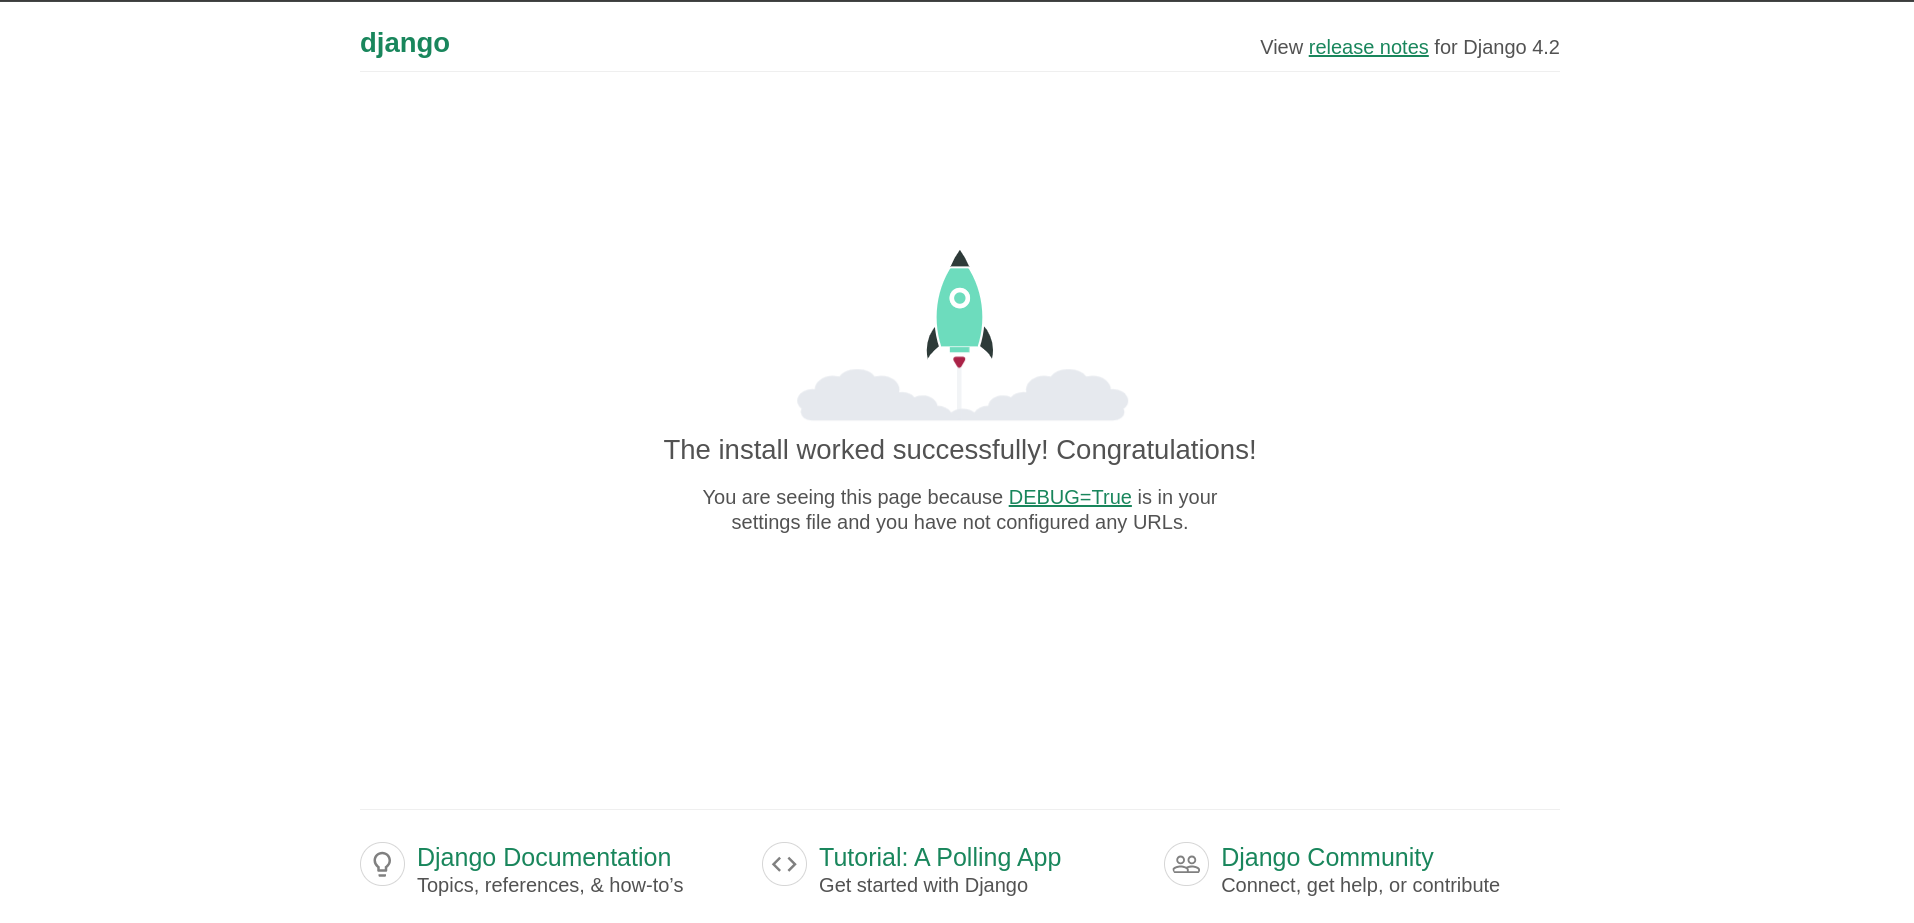 django
View release notes for Django 4.2
The install worked successfully! Congratulations!
You are seeing this page because DEBUG=True is in your
settings file and you have not configured any URLs.
Django Documentation
Topics, references, & how-to’s
Tutorial: A Polling App
Get started with Django
Django Community
Connect, get help, or contribute